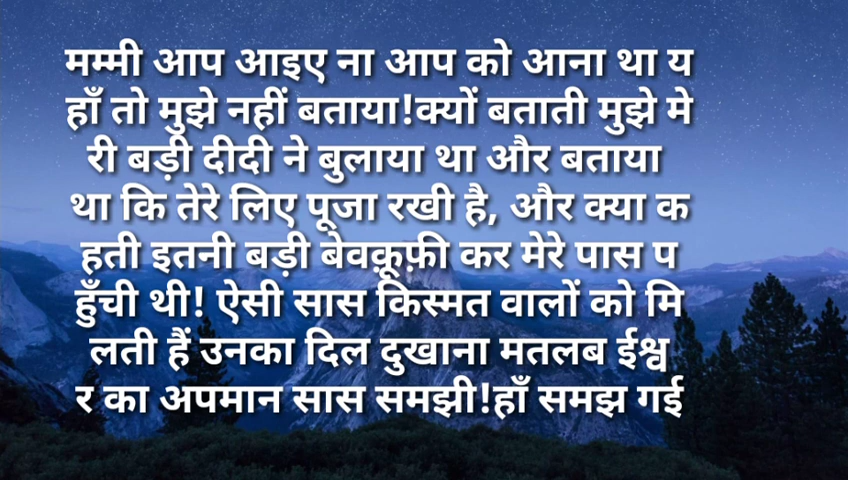 मम्मी आप आइए ना आप को आना था य
हाँ तो मुझे नहीं बताया!क्यों बताती मुझे मे
री बड़ी दीदी ने बुलाया था और बताया
था कि तेरे लिए पूजा रखी है, और क्या क
हती इतनी बड़ी बेवक़ूफ़ी कर मेरे पास प
हुँची थी! ऐसी सास किस्मत वालों को मि
लती हैं उनका दिल दुखाना मतलब ईश्व
र का अपमान सास समझी!हाँ समझ गई